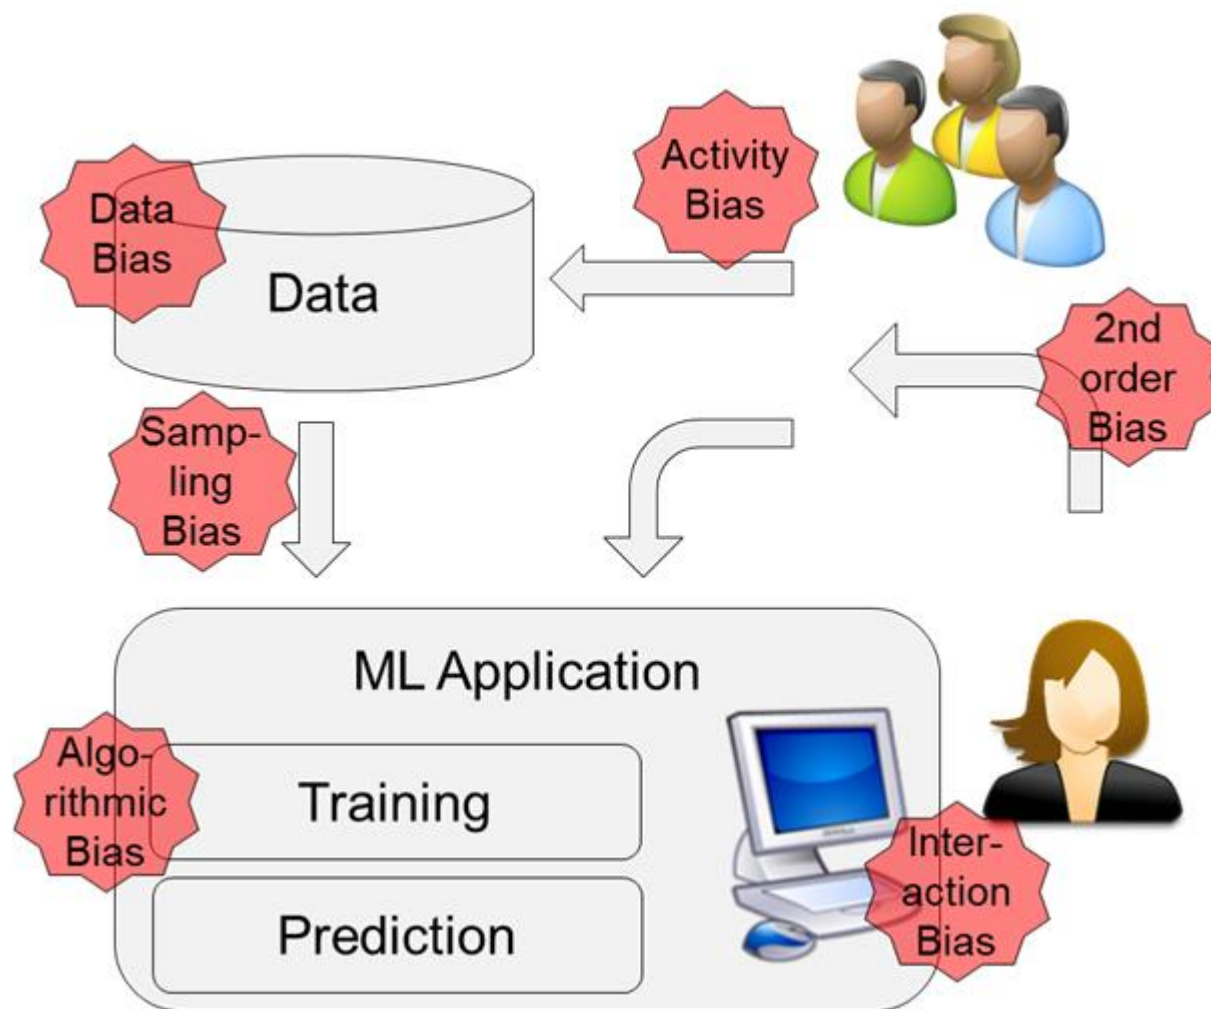 Activity
Bias
Data
Bias
Data
2nd
order
Bias
Samp-
ling
Bias
ML Application
Algo-
rithmic
Bias
Training
Prediction
Inter-
action
Bias